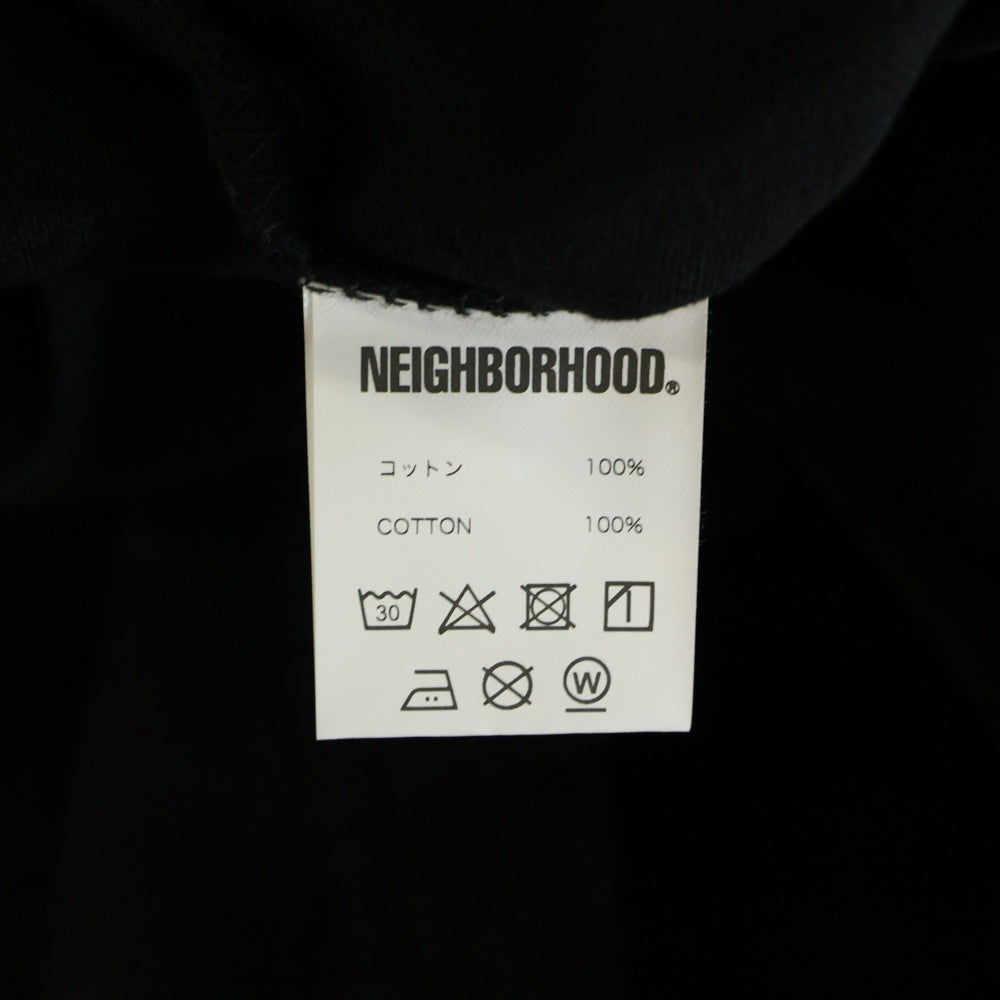 NEIGHBORHOOD®
コットン 100%
COTTON 100%
30
W